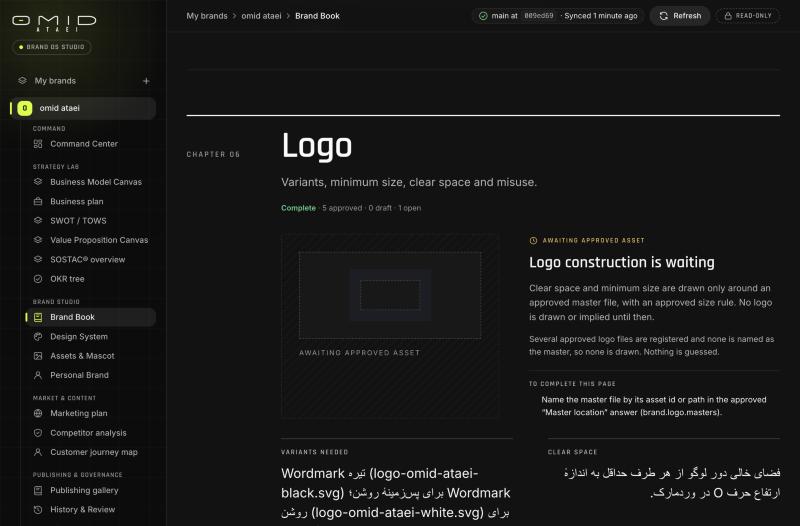 OMID
ATAEI
BRAND OS STUDIO
My brands
omid ataei
COMMAND
Command Center
STRATEGY LAB
Business Model Canvas
Business plan
SWOT / TOWS
Value Proposition Canvas
SOSTAC® overview
OKR tree
BRAND STUDIO
Brand Book
Design System
Assets & Mascot
Personal Brand
MARKET & CONTENT
Marketing plan
Competitor analysis
Customer journey map
PUBLISHING & GOVERNANCE
Publishing gallery
History & Review
My brands > omid ataei > Brand Book
main at 009ed69 · Synced 1 minute ago
Refresh
READ-ONLY
CHAPTER 06
Logo
Variants, minimum size, clear space and misuse.
Complete · 5 approved · 0 draft · 1 open
AWAITING APPROVED ASSET
AWAITING APPROVED ASSET
Logo construction is waiting
Clear space and minimum size are drawn only around an
approved master file, with an approved size rule. No logo
is drawn or implied until then.
Several approved logo files are registered and none is named as
the master, so none is drawn. Nothing is guessed.
TO COMPLETE THIS PAGE
Name the master file by its asset id or path in the approved
“Master location” answer (brand.logo.masters).
VARIANTS NEEDED
Wordmark تیره (logo-omid-ataei-
black.svg) برای پس‌زمینهٔ روشن؛ Wordmark
روشن (logo-omid-ataei-white.svg) برای
CLEAR SPACE
فضای خالی دور لوگو از هر طرف حداقل به اندازهٔ
ارتفاع حرف O در وردمارک.